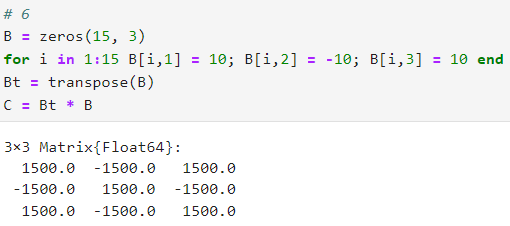 # 6
B = zeros(15, 3)
for i in 1:15 B[i,1] = 10; B[i,2] = -10; B[i,3] = 10 end
Bt = transpose(B)
C = Bt * B
3×3 Matrix{Float64}:
  1500.0  -1500.0   1500.0
 -1500.0   1500.0  -1500.0
  1500.0  -1500.0   1500.0